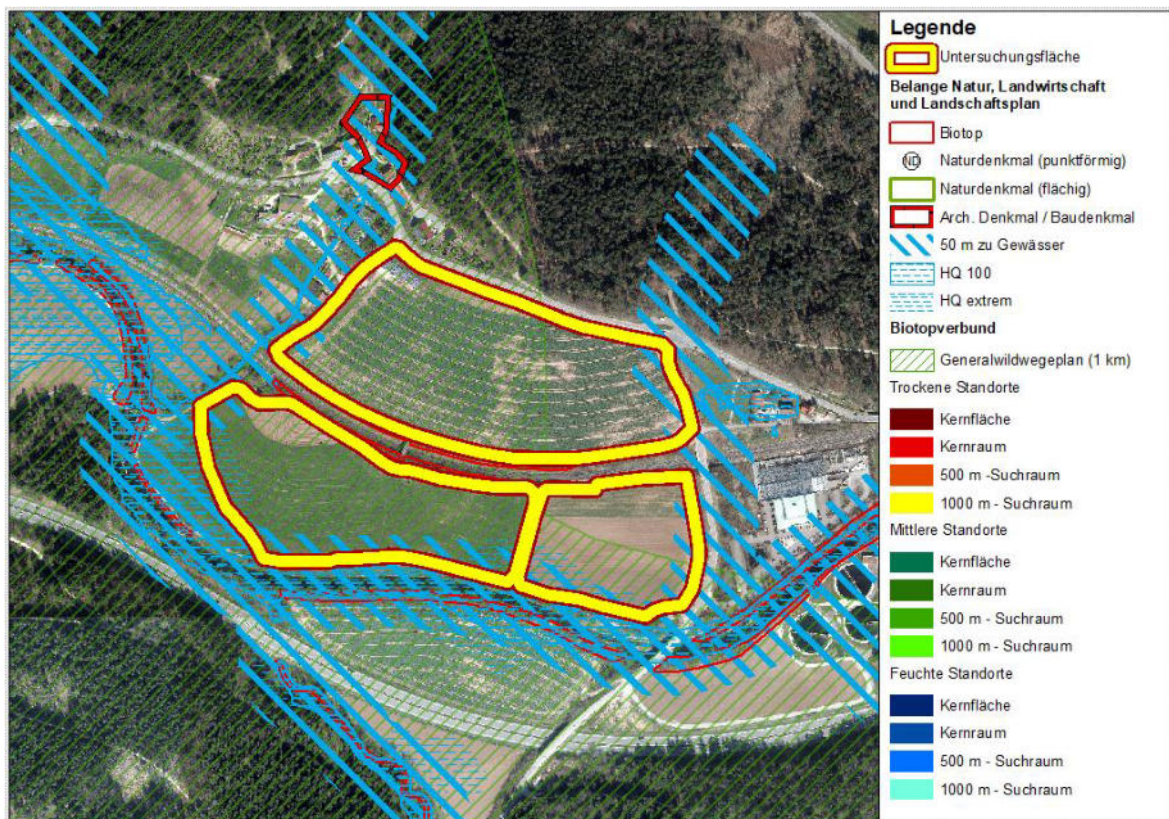 Legende
Untersuchungsfläche
Belange Natur, Landwirtschaft
und Landschaftsplan
Biotop
ND Naturdenkmal (punktförmig)
Naturdenkmal (flächig)
Arch. Denkmal / Baudenkmal
50 m zu Gewässer
HQ 100
HQ extrem
Biotopverbund
Generalwildwegeplan (1 km)
Trockene Standorte
Kernfläche
Kernraum
500 m -Suchraum
1000 m - Suchraum
Mittlere Standorte
Kernfläche
Kernraum
500 m - Suchraum
1000 m - Suchraum
Feuchte Standorte
Kernfläche
Kernraum
500 m - Suchraum
1000 m - Suchraum